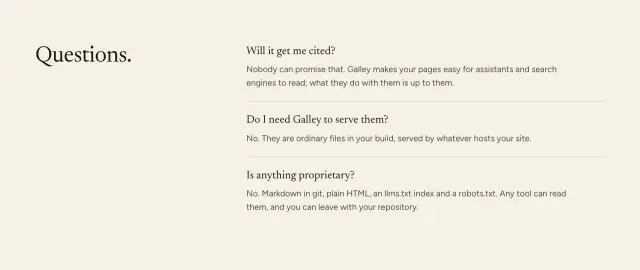 Questions.
Will it get me cited?
Nobody can promise that. Galley makes your pages easy for assistants and search
engines to read; what they do with them is up to them.
Do I need Galley to serve them?
No. They are ordinary files in your build, served by whatever hosts your site.
Is anything proprietary?
No. Markdown in git, plain HTML, an llms.txt index and a robots.txt. Any tool can read
them, and you can leave with your repository.